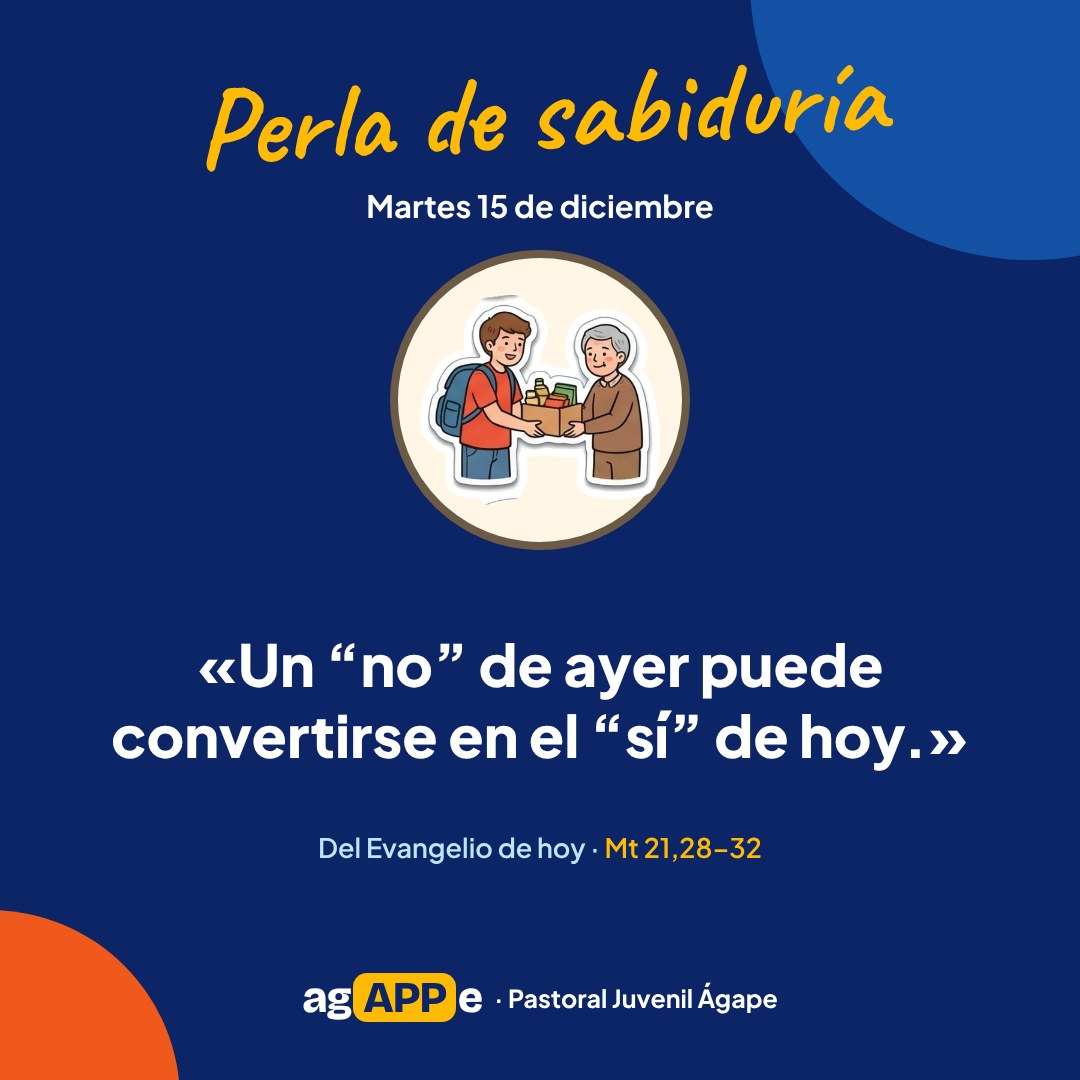 Perla de sabiduría
Martes 15 de diciembre
«Un “no” de ayer puede
convertirse en el “sí” de hoy.»
Del Evangelio de hoy · Mt 21,28–32
agAPPe · Pastoral Juvenil Ágape